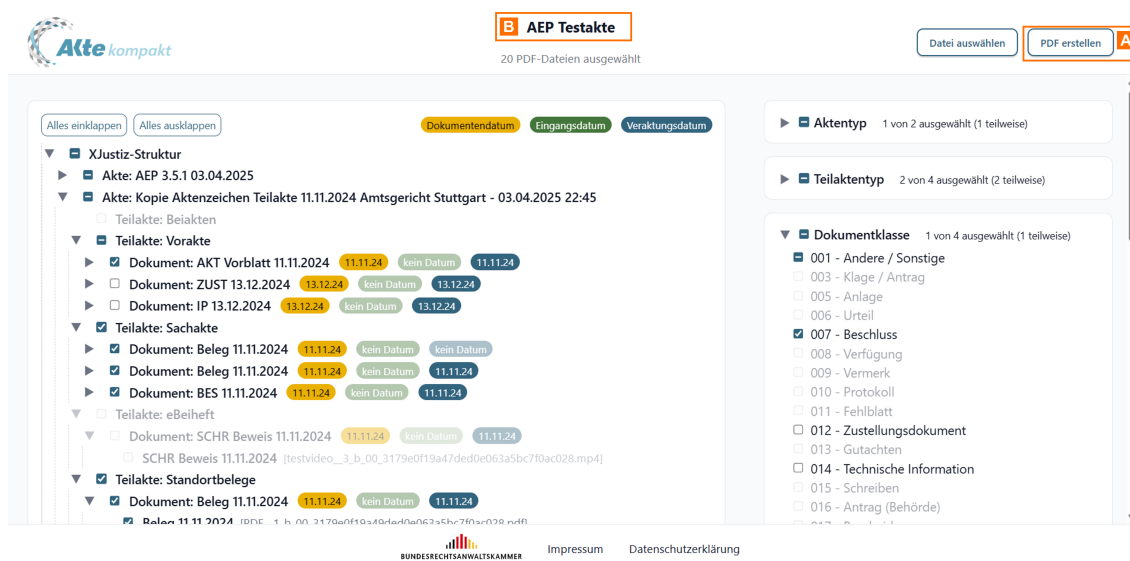 Akte kompakt
B AEP Testakte
20 PDF-Dateien ausgewählt
Datei auswählen
PDF erstellen
A
Alles einklappen
Alles ausklappen
Dokumentendatum
Eingangsdatum
Veraktungsdatum
XJustiz-Struktur
Akte: AEP 3.5.1 03.04.2025
Akte: Kopie Aktenzeichen Teilakte 11.11.2024 Amtsgericht Stuttgart - 03.04.2025 22:45
Teilakte: Beiakten
Teilakte: Vorakte
Dokument: AKT Vorblatt 11.11.2024 11.11.24 kein Datum 11.11.24
Dokument: ZUST 13.12.2024 13.12.24 kein Datum 13.12.24
Dokument: IP 13.12.2024 13.12.24 kein Datum 13.12.24
Teilakte: Sachakte
Dokument: Beleg 11.11.2024 11.11.24 kein Datum kein Datum
Dokument: Beleg 11.11.2024 11.11.24 kein Datum 11.11.24
Dokument: BES 11.11.2024 11.11.24 kein Datum 11.11.24
Teilakte: eBeiheft
Dokument: SCHR Beweis 11.11.2024 11.11.24 kein Datum 11.11.24
SCHR Beweis 11.11.2024 [testvideo__3_b_00_3179e0f19a47ded0e063a5bc7f0ac028.mp4]
Teilakte: Standortbelege
Dokument: Beleg 11.11.2024 11.11.24 kein Datum 11.11.24
Beleg 11.11.2024 [PDF__1_b_00_3179e0f19a49ded0e063a5bc7f0ac028.pdf]
Aktentyp 1 von 2 ausgewählt (1 teilweise)
Teilaktentyp 2 von 4 ausgewählt (2 teilweise)
Dokumentklasse 1 von 4 ausgewählt (1 teilweise)
001 - Andere / Sonstige
003 - Klage / Antrag
005 - Anlage
006 - Urteil
007 - Beschluss
008 - Verfügung
009 - Vermerk
010 - Protokoll
011 - Fehlblatt
012 - Zustellungsdokument
013 - Gutachten
014 - Technische Information
015 - Schreiben
016 - Antrag (Behörde)
BUNDESRECHTSANWALTSKAMMER
Impressum
Datenschutzerklärung